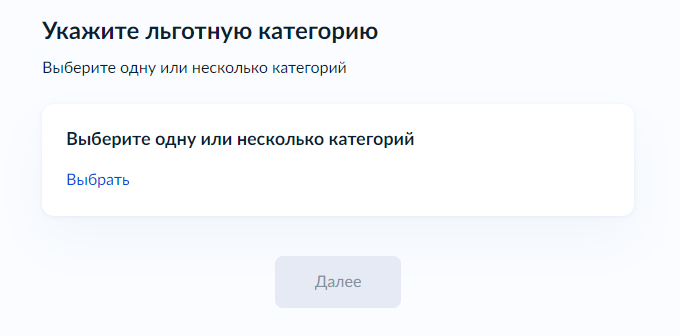 Укажите льготную категорию
Выберите одну или несколько категорий
Выберите одну или несколько категорий
Выбрать
Далее